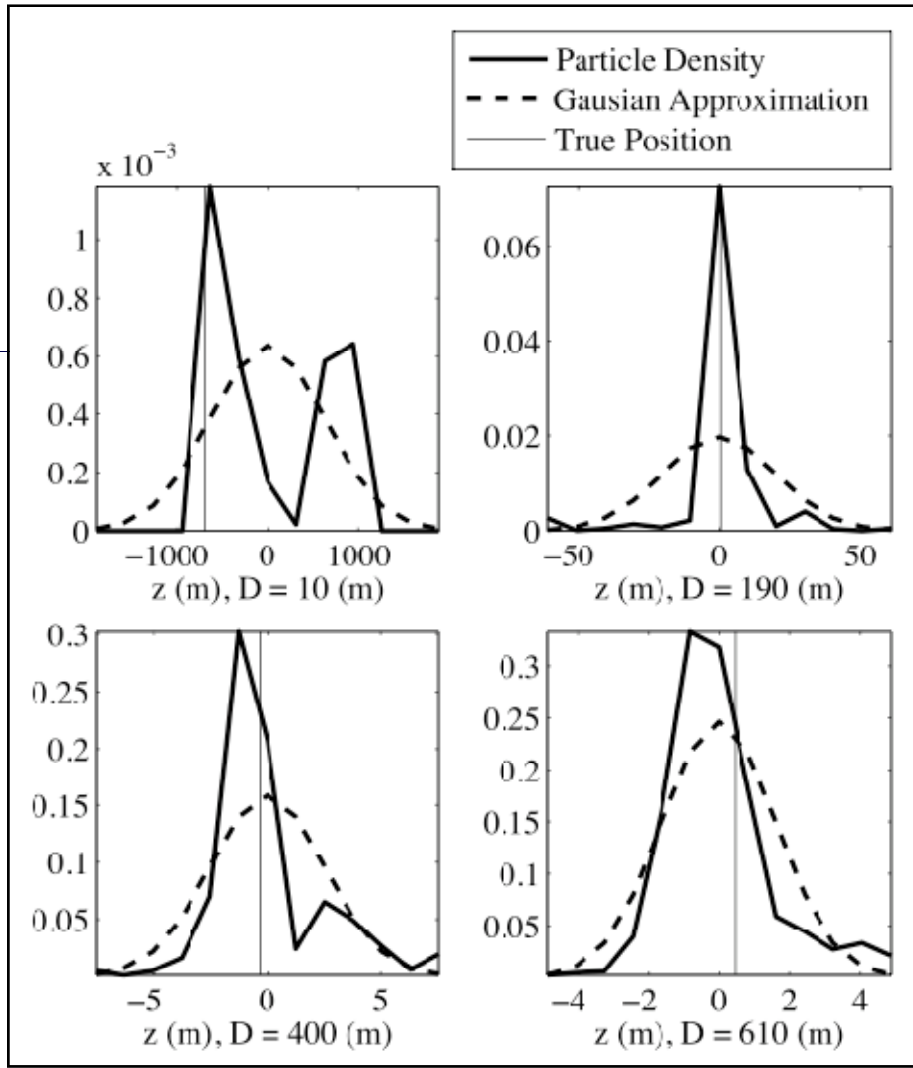 Particle Density
Gausian Approximation
True Position
x 10^-3
1
0.8
0.6
0.4
0.2
0
−1000 0 1000
z (m), D = 10 (m)
0.06
0.04
0.02
0
−50 0 50
z (m), D = 190 (m)
0.3
0.25
0.2
0.15
0.1
0.05
−5 0 5
z (m), D = 400 (m)
0.3
0.25
0.2
0.15
0.1
0.05
−4 −2 0 2 4
z (m), D = 610 (m)